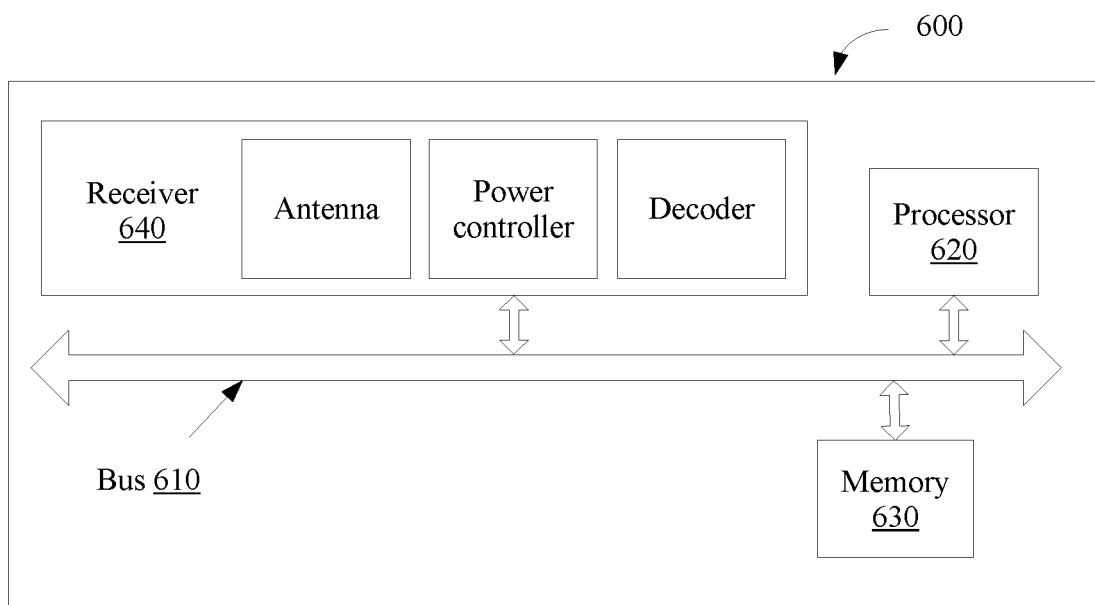 600
Receiver
640
Antenna
Power
controller
Decoder
Processor
620
Bus 610
Memory
630